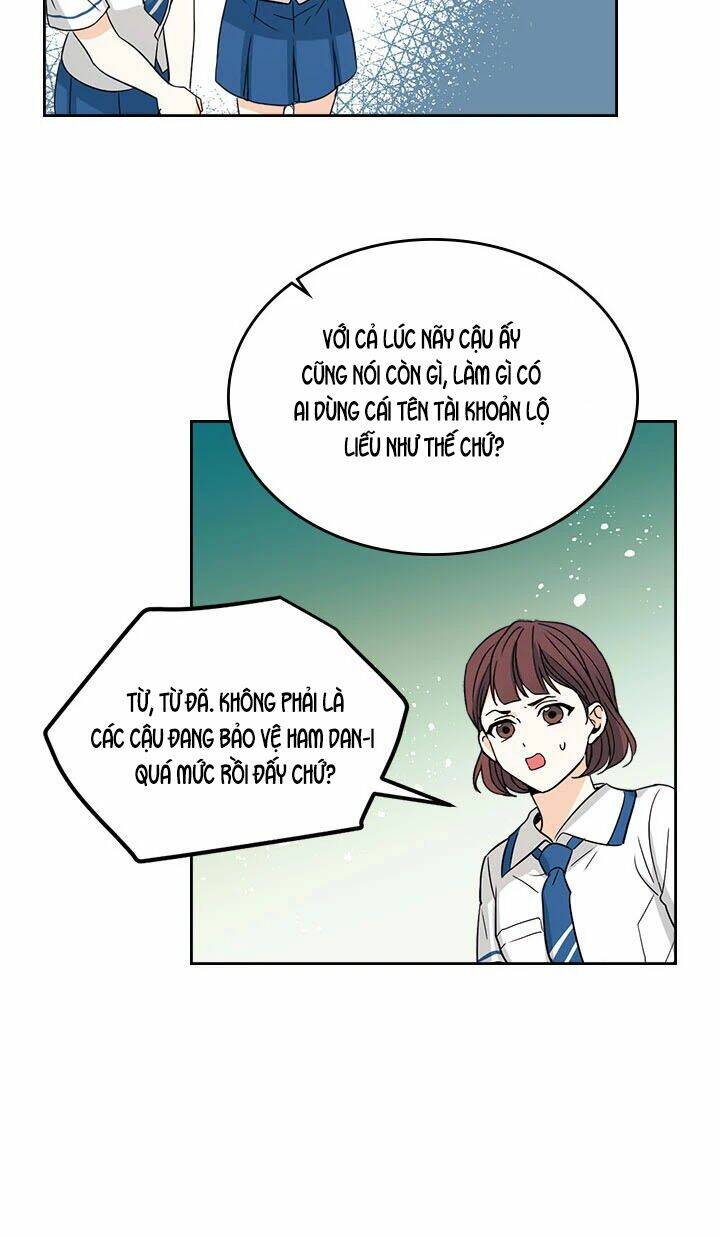 VỚI CẢ LÚC NÃY CẬU ẤY
CŨNG NÓI CÒN GÌ, LÀM GÌ CÓ
AI DÙNG CÁI TÊN TÀI KHOẢN LỘ
LIỄU NHƯ THẾ CHỨ?
TỪ, TỪ ĐÃ. KHÔNG PHẢI LÀ
CÁC CẬU ĐANG BẢO VỆ HAM DAN-I
QUÁ MỨC RỒI ĐẤY CHỨ?